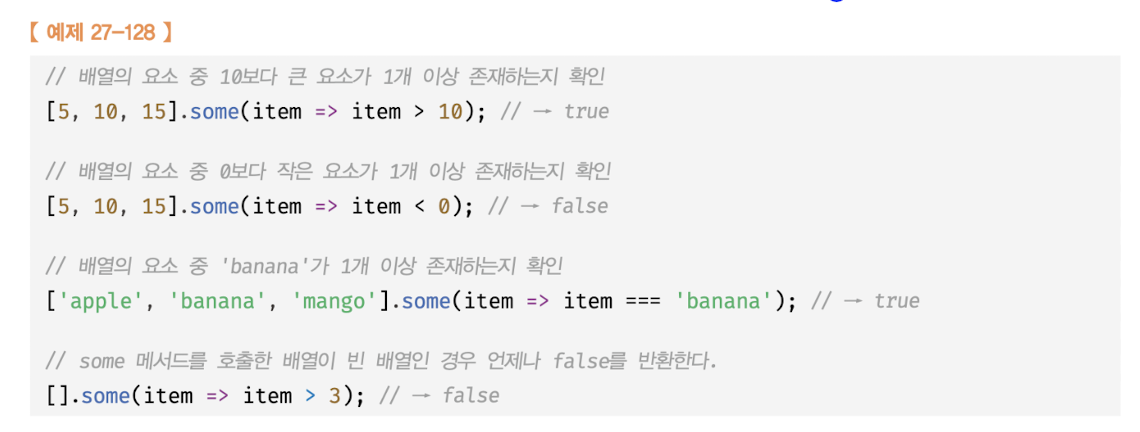 【 예제 27-128 】
// 배열의 요소 중 10보다 큰 요소가 1개 이상 존재하는지 확인
[5, 10, 15].some(item => item > 10); // → true
// 배열의 요소 중 0보다 작은 요소가 1개 이상 존재하는지 확인
[5, 10, 15].some(item => item < 0); // → false
// 배열의 요소 중 'banana'가 1개 이상 존재하는지 확인
['apple', 'banana', 'mango'].some(item => item === 'banana'); // → true
// some 메서드를 호출한 배열이 빈 배열인 경우 언제나 false를 반환한다.
[].some(item => item > 3); // → false